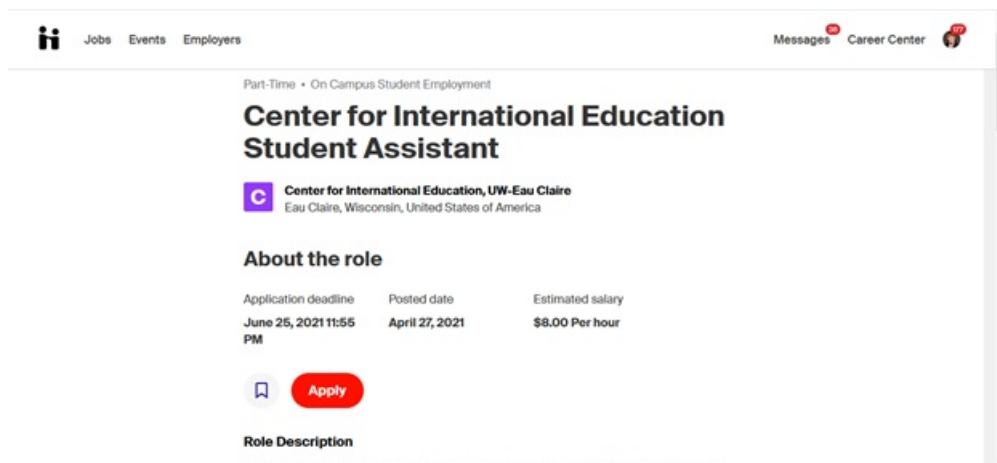 Jobs Events Employers Messages 36 Career Center 177
Part-Time • On Campus Student Employment
Center for International Education
Student Assistant
C
Center for International Education, UW-Eau Claire
Eau Claire, Wisconsin, United States of America
About the role
Application deadline Posted date Estimated salary
June 25, 2021 11:55 April 27, 2021 $8.00 Per hour
PM
Apply
Role Description